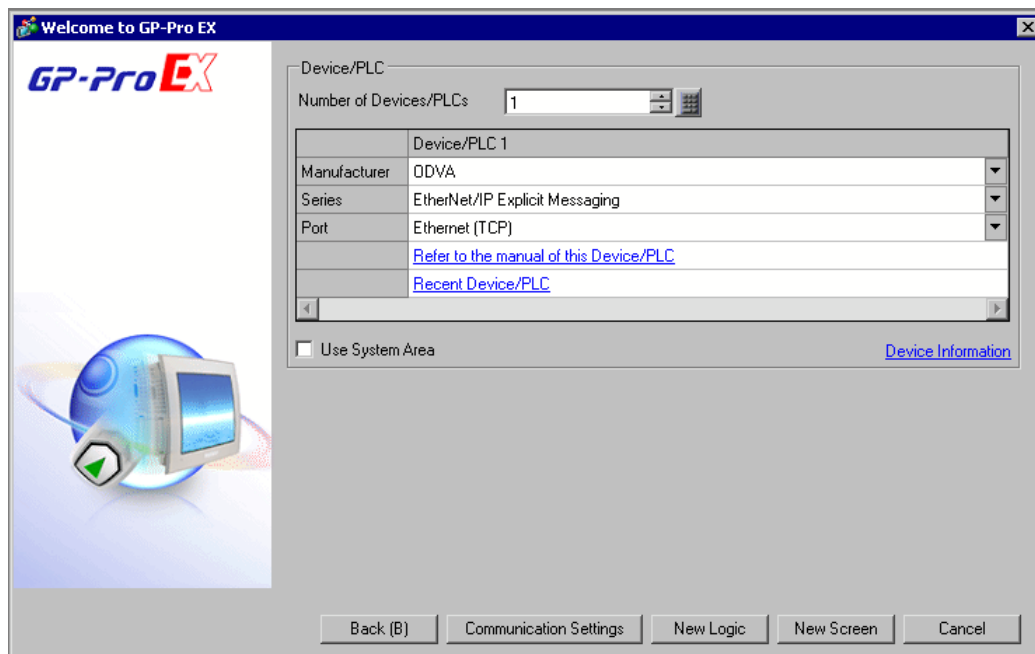 Welcome to GP-Pro EX
GP-Pro EX
Device/PLC
Number of Devices/PLCs 1
Device/PLC 1
Manufacturer ODVA
Series EtherNet/IP Explicit Messaging
Port Ethernet (TCP)
Refer to the manual of this Device/PLC
Recent Device/PLC
Use System Area Device Information
Back (B) Communication Settings New Logic New Screen Cancel